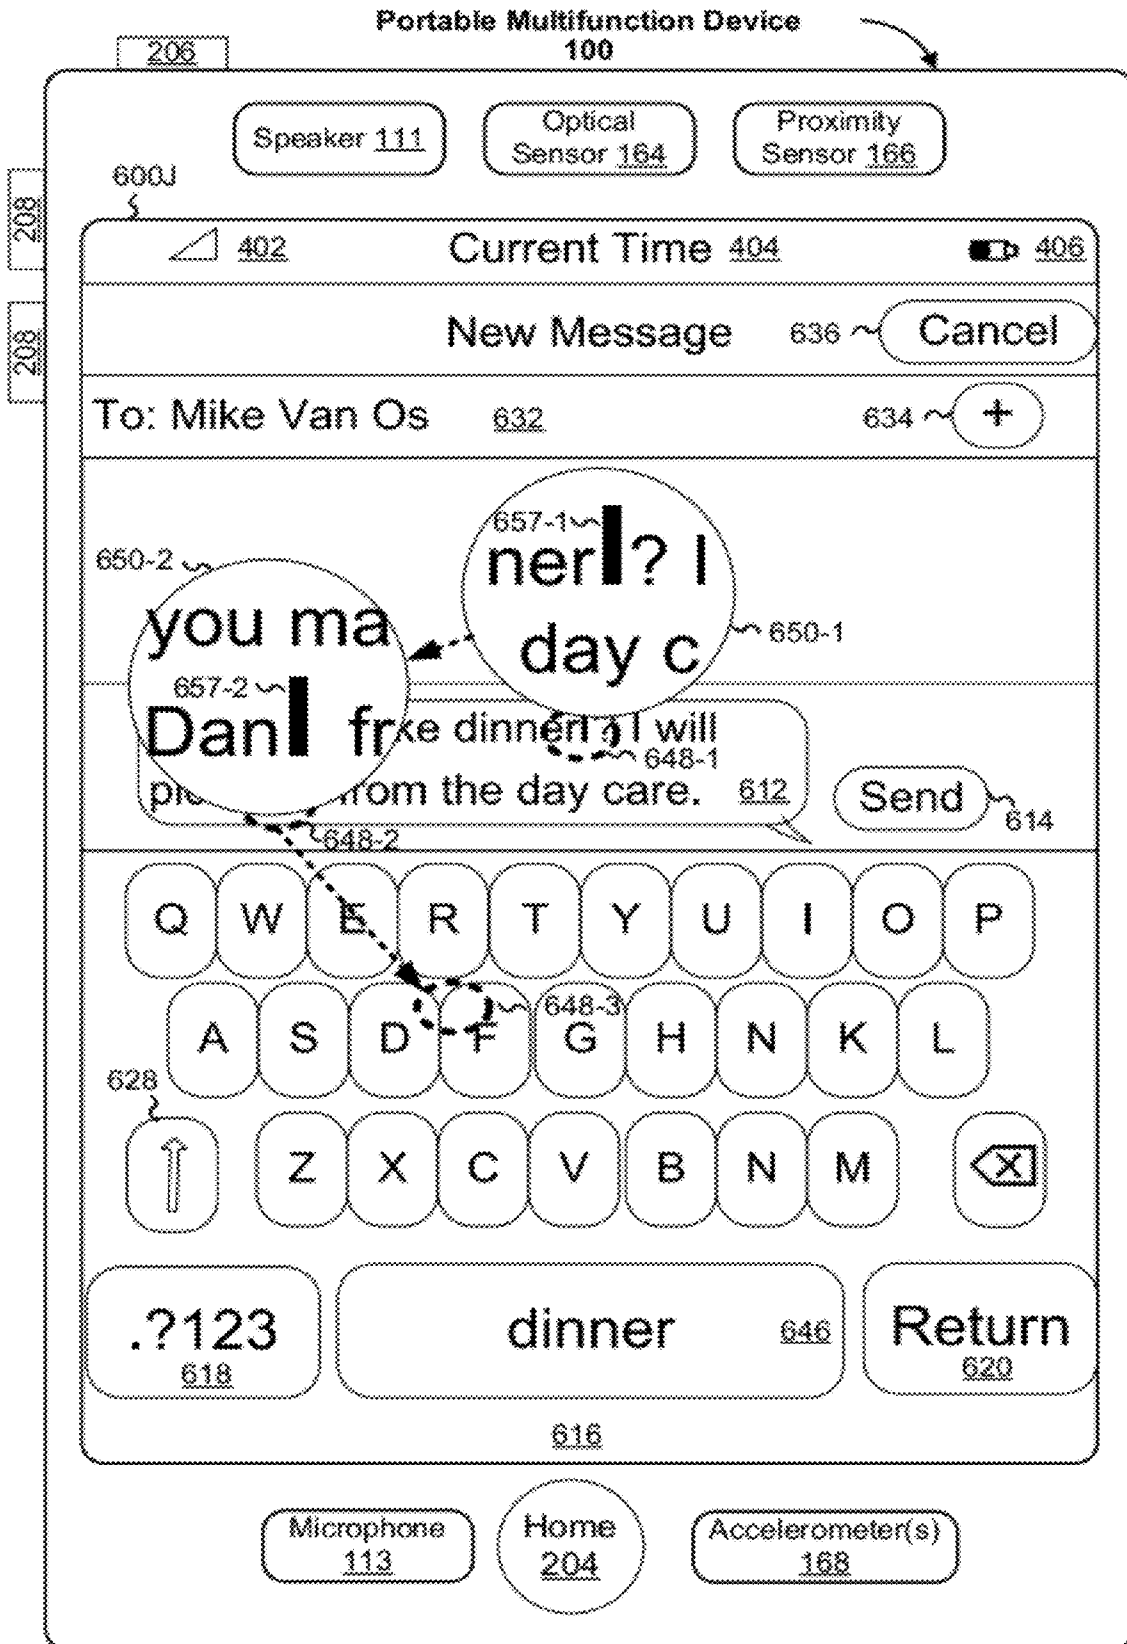 Portable Multifunction Device
100
206
Speaker 111
Optical
Sensor 164
Proximity
Sensor 166
208
208
600J
402
Current Time 404
406
New Message
636
Cancel
To: Mike Van Os
632
634
+
650-2
657-1
ner ? I
day c
650-1
you ma
657-2
Dan fr
ke dinner ? I will
648-1
from the day care.
612
Send
614
648-2
Q W E R T Y U I O P
648-3
A S D F G H N K L
628
Z X C V B N M
X
.?123
618
dinner
646
Return
620
616
Microphone
113
Home
204
Accelerometer(s)
168